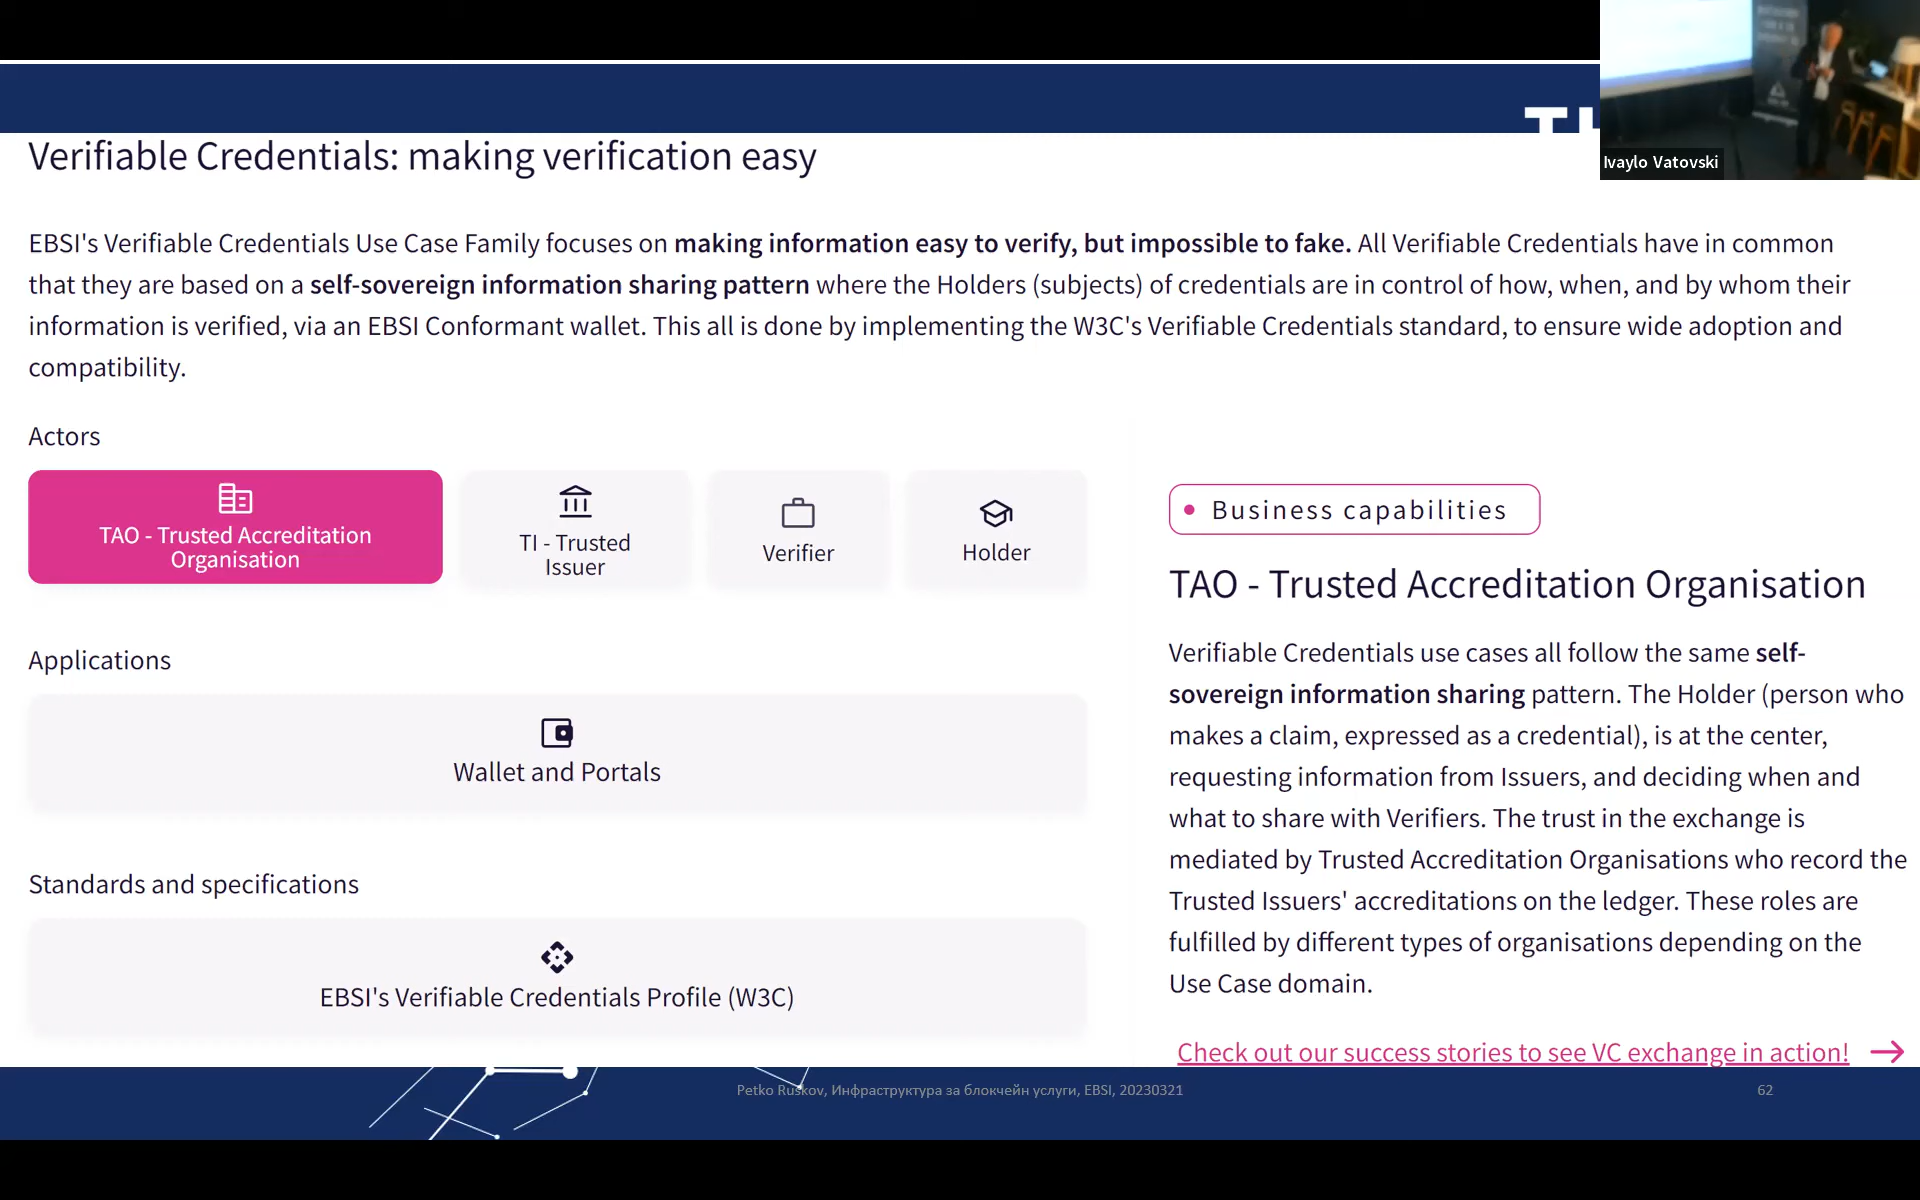 Ivaylo Vatovski
Verifiable Credentials: making verification easy
EBSI's Verifiable Credentials Use Case Family focuses on making information easy to verify, but impossible to fake. All Verifiable Credentials have in common
that they are based on a self-sovereign information sharing pattern where the Holders (subjects) of credentials are in control of how, when, and by whom their
information is verified, via an EBSI Conformant wallet. This all is done by implementing the W3C's Verifiable Credentials standard, to ensure wide adoption and
compatibility.
Actors
TAO - Trusted Accreditation
Organisation
TI - Trusted
Issuer
Verifier
Holder
Applications
Wallet and Portals
Standards and specifications
EBSI's Verifiable Credentials Profile (W3C)
Business capabilities
TAO - Trusted Accreditation Organisation
Verifiable Credentials use cases all follow the same self-
sovereign information sharing pattern. The Holder (person who
makes a claim, expressed as a credential), is at the center,
requesting information from Issuers, and deciding when and
what to share with Verifiers. The trust in the exchange is
mediated by Trusted Accreditation Organisations who record the
Trusted Issuers' accreditations on the ledger. These roles are
fulfilled by different types of organisations depending on the
Use Case domain.
Check out our success stories to see VC exchange in action!
Petko Ruskov, Инфраструктура за блокчейн услуги, EBSI, 20230321
62